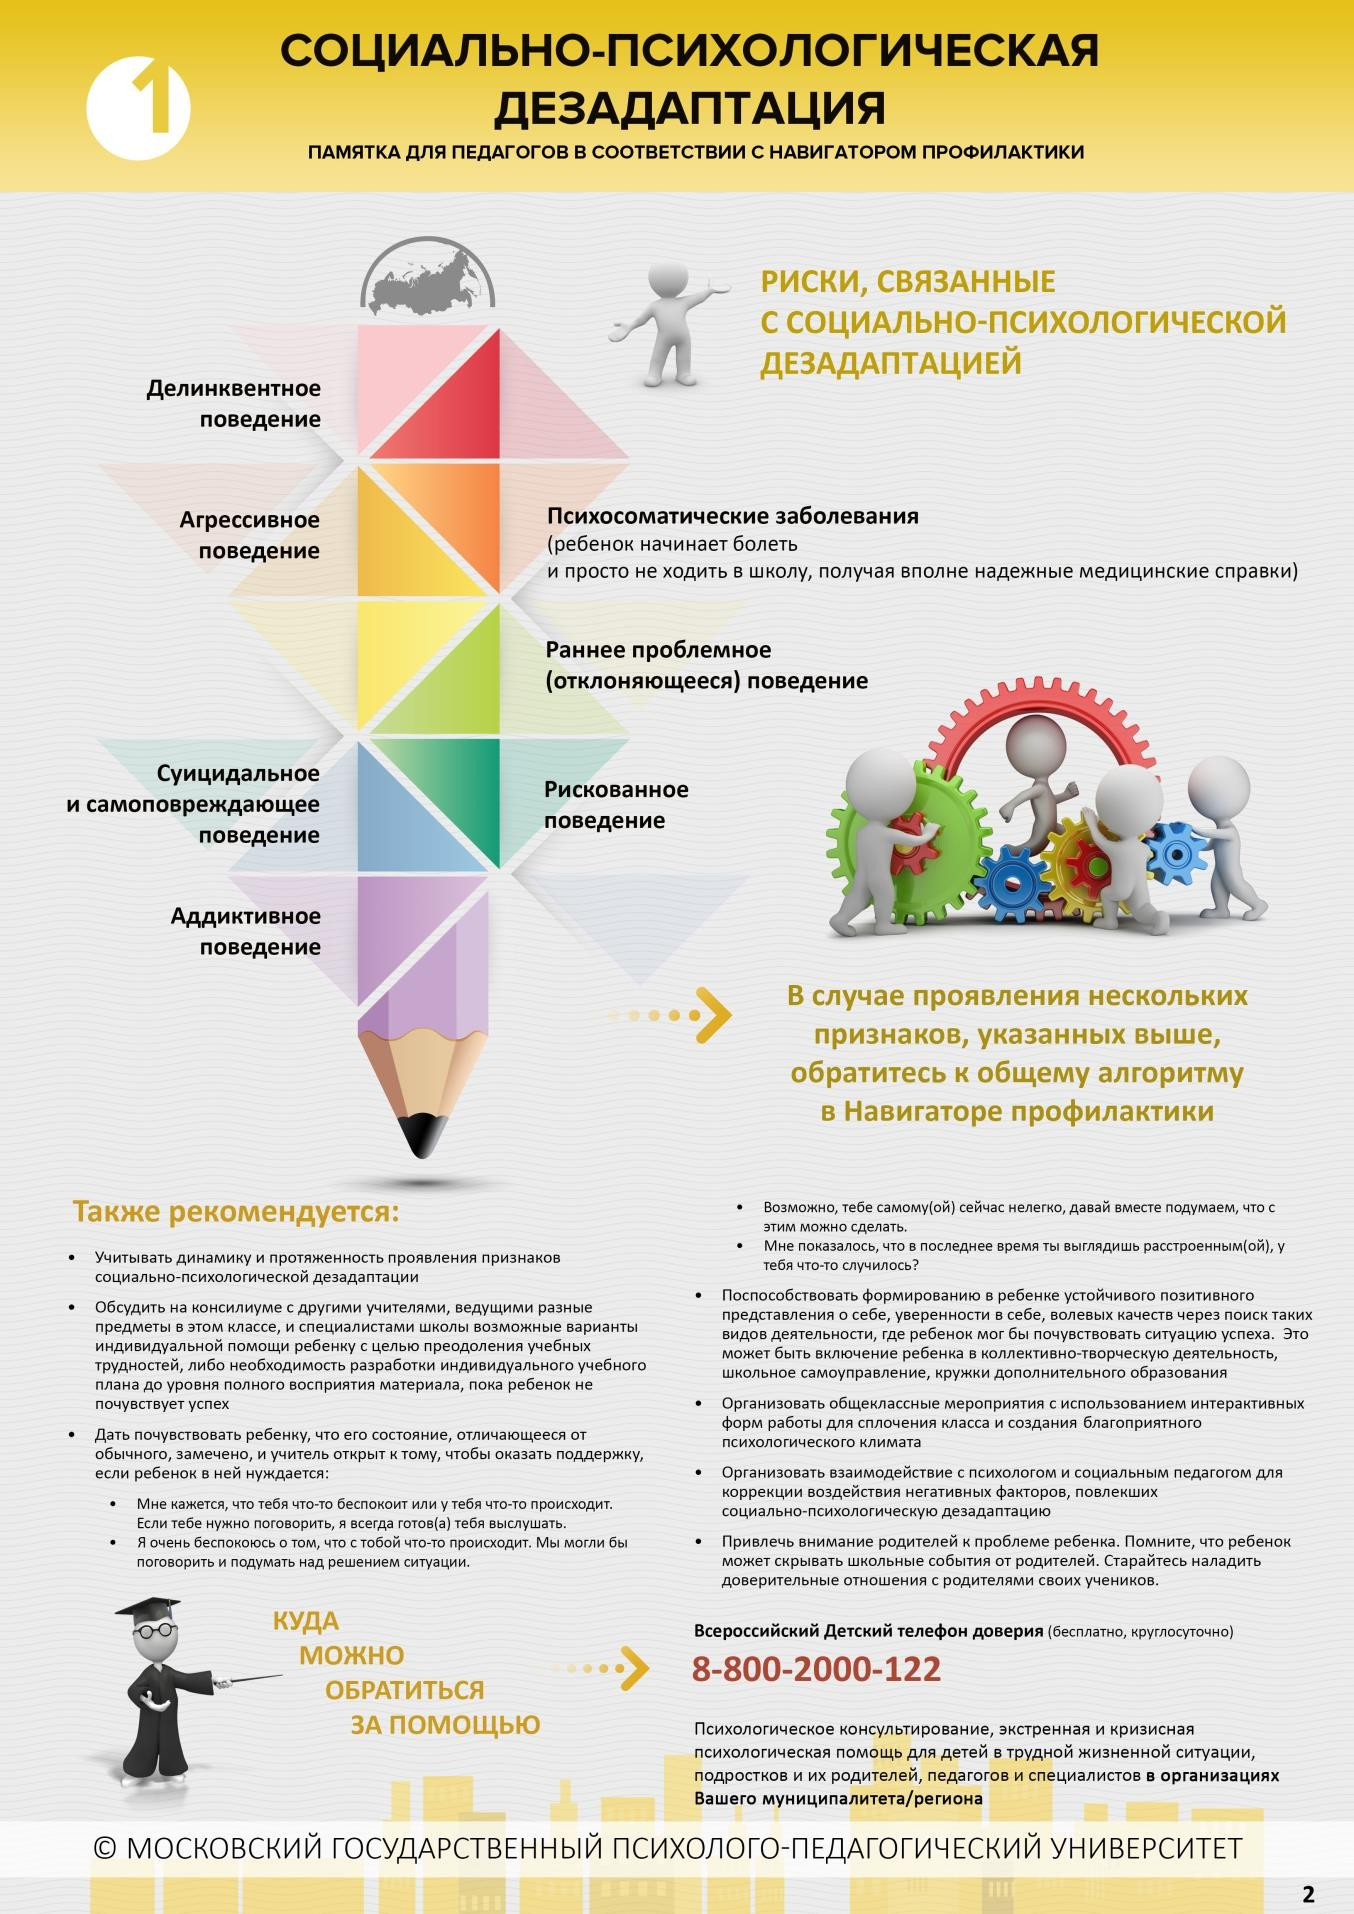 1
СОЦИАЛЬНО-ПСИХОЛОГИЧЕСКАЯ
ДЕЗАДАПТАЦИЯ
ПАМЯТКА ДЛЯ ПЕДАГОГОВ В СООТВЕТСТВИИ С НАВИГАТОРОМ ПРОФИЛАКТИКИ
РИСКИ, СВЯЗАННЫЕ
С СОЦИАЛЬНО-ПСИХОЛОГИЧЕСКОЙ
ДЕЗАДАПТАЦИЕЙ
Делинквентное
поведение
Агрессивное
поведение
Психосоматические заболевания
(ребенок начинает болеть
и просто не ходить в школу, получая вполне надежные медицинские справки)
Раннее проблемное
(отклоняющееся) поведение
Суицидальное
и самоповреждающее
поведение
Рискованное
поведение
Аддиктивное
поведение
В случае проявления нескольких
признаков, указанных выше,
обратитесь к общему алгоритму
в Навигаторе профилактики
Также рекомендуется:
• Учитывать динамику и протяженность проявления признаков
социально-психологической дезадаптации
• Обсудить на консилиуме с другими учителями, ведущими разные
предметы в этом классе, и специалистами школы возможные варианты
индивидуальной помощи ребенку с целью преодоления учебных
трудностей, либо необходимость разработки индивидуального учебного
плана до уровня полного восприятия материала, пока ребенок не
почувствует успех
• Дать почувствовать ребенку, что его состояние, отличающееся от
обычного, замечено, и учитель открыт к тому, чтобы оказать поддержку,
если ребенок в ней нуждается:
• Мне кажется, что тебя что-то беспокоит или у тебя что-то происходит.
Если тебе нужно поговорить, я всегда готов(а) тебя выслушать.
• Я очень беспокоюсь о том, что с тобой что-то происходит. Мы могли бы
поговорить и подумать над решением ситуации.
• Возможно, тебе самому(ой) сейчас нелегко, давай вместе подумаем, что с
этим можно сделать.
• Мне показалось, что в последнее время ты выглядишь расстроенным(ой), у
тебя что-то случилось?
• Поспособствовать формированию в ребенке устойчивого позитивного
представления о себе, уверенности в себе, волевых качеств через поиск таких
видов деятельности, где ребенок мог бы почувствовать ситуацию успеха. Это
может быть включение ребенка в коллективно-творческую деятельность,
школьное самоуправление, кружки дополнительного образования
• Организовать общеклассные мероприятия с использованием интерактивных
форм работы для сплочения класса и создания благоприятного
психологического климата
• Организовать взаимодействие с психологом и социальным педагогом для
коррекции воздействия негативных факторов, повлекших
социально-психологическую дезадаптацию
• Привлечь внимание родителей к проблеме ребенка. Помните, что ребенок
может скрывать школьные события от родителей. Старайтесь наладить
доверительные отношения с родителями своих учеников.
КУДА
МОЖНО
ОБРАТИТЬСЯ
ЗА ПОМОЩЬЮ
Всероссийский Детский телефон доверия (бесплатно, круглосуточно)
8-800-2000-122
Психологическое консультирование, экстренная и кризисная
психологическая помощь для детей в трудной жизненной ситуации,
подростков и их родителей, педагогов и специалистов в организациях
Вашего муниципалитета/региона
© МОСКОВСКИЙ ГОСУДАРСТВЕННЫЙ ПСИХОЛОГО-ПЕДАГОГИЧЕСКИЙ УНИВЕРСИТЕТ
2